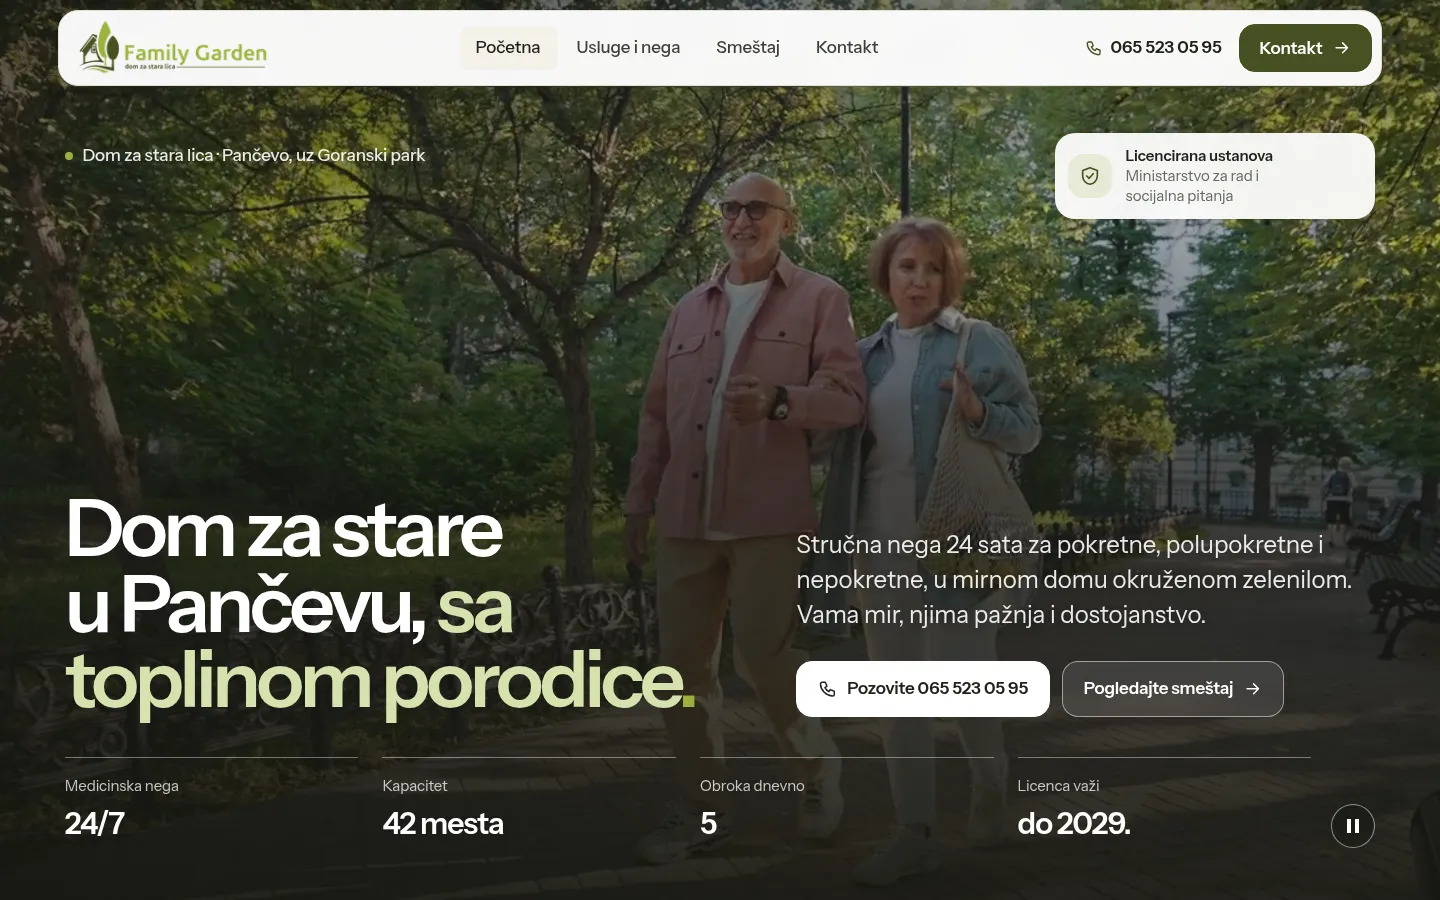 Family Garden
dom za stara lica
Početna
Usluge i nega
Smeštaj
Kontakt
065 523 05 95
Kontakt
Dom za stara lica · Pančevo, uz Goranski park
Licencirana ustanova
Ministarstvo za rad i
socijalna pitanja
Dom za stare
u Pančevu, sa
toplinom porodice.
Stručna nega 24 sata za pokretne, polupokretne i
nepokretne, u mirnom domu okruženom zelenilom.
Vama mir, njima pažnja i dostojanstvo.
Pozovite 065 523 05 95
Pogledajte smeštaj
Medicinska nega
24/7
Kapacitet
42 mesta
Obroka dnevno
5
Licenca važi
do 2029.